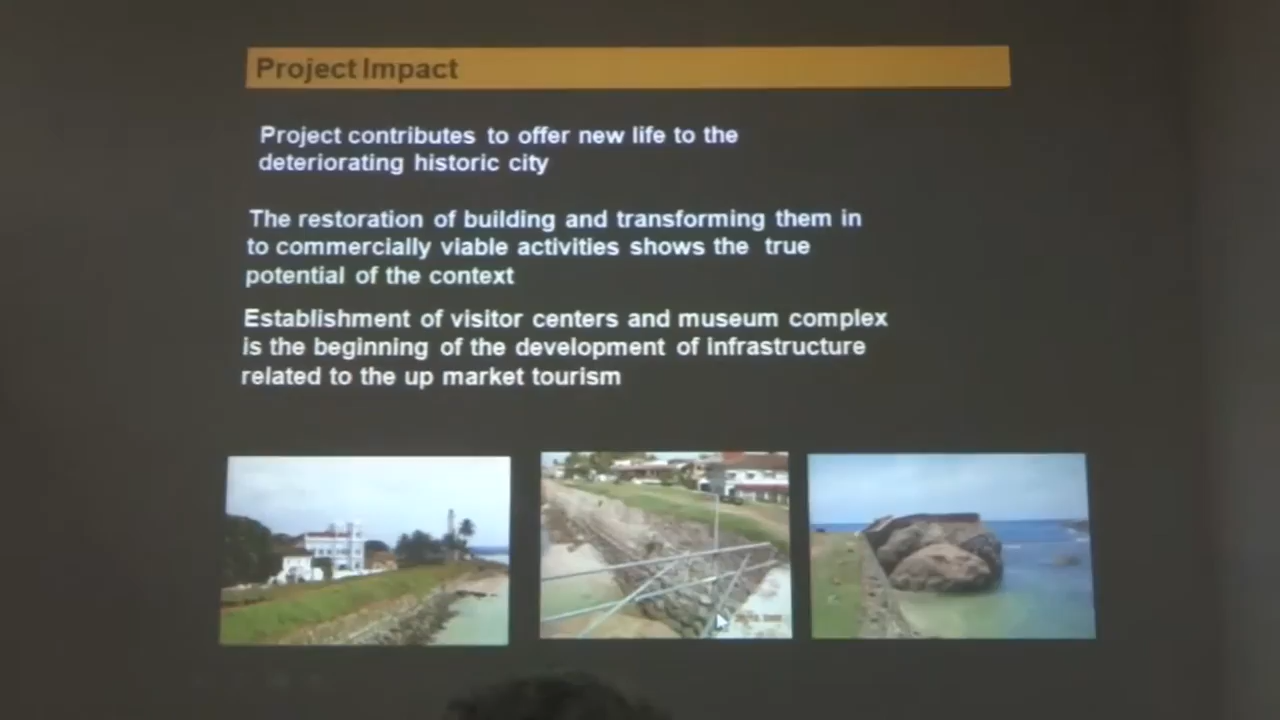 Project Impact
Project contributes to offer new life to the
deteriorating historic city
The restoration of building and transforming them in
to commercially viable activities shows the true
potential of the context
Establishment of visitor centers and museum complex
is the beginning of the development of infrastructure
related to the up market tourism